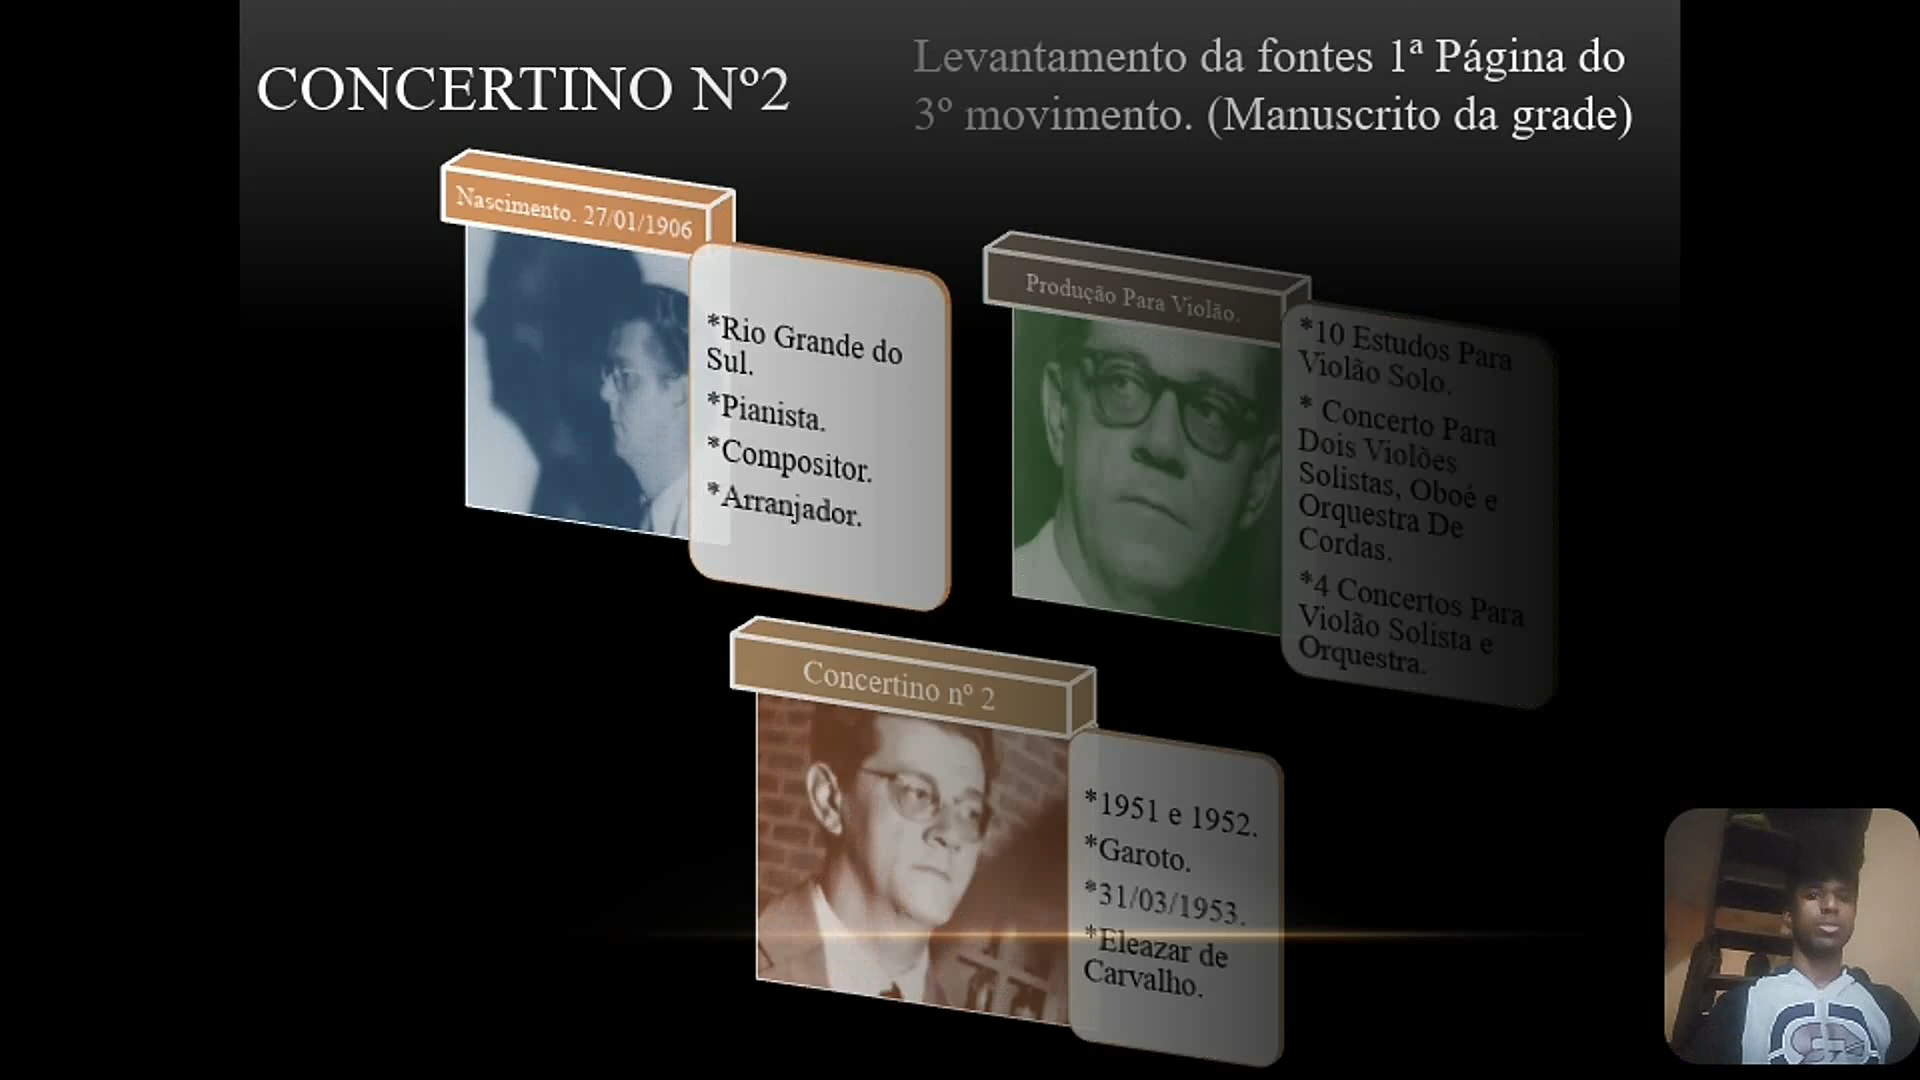 CONCERTINO Nº2
Levantamento da fontes 1ª Página do
3º movimento. (Manuscrito da grade)
Nascimento. 27/01/1906
*Rio Grande do
Sul.
*Pianista.
*Compositor.
*Arranjador.
Produção Para Violão.
*10 Estudos Para
Violão Solo.
* Concerto Para
Dois Violões
Solistas, Oboé e
Orquestra De
Cordas.
*4 Concertos Para
Violão Solista e
Orquestra.
Concertino nº 2
*1951 e 1952.
*Garoto.
*31/03/1953.
*Eleazar de
Carvalho.